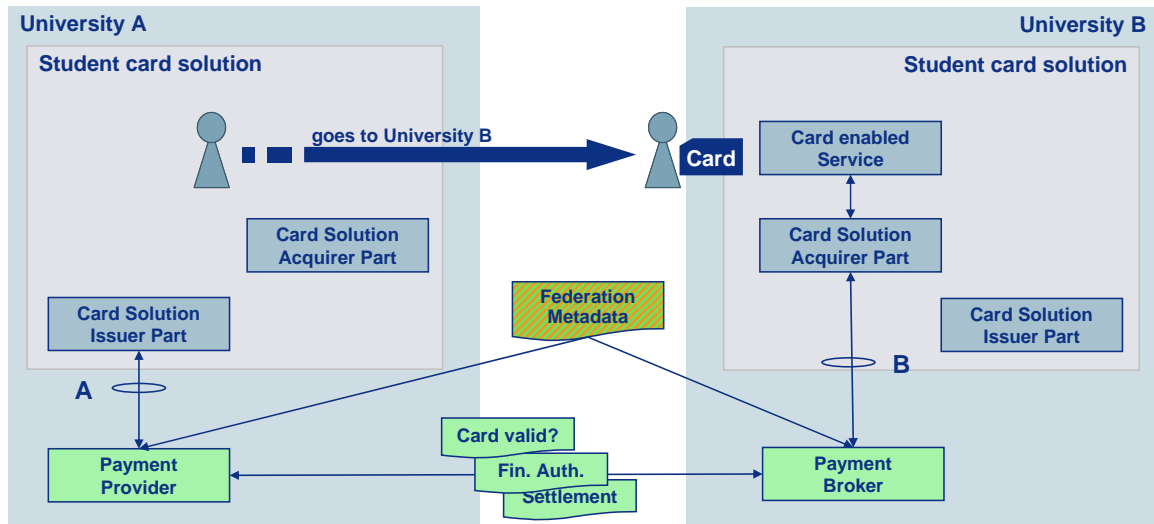 University A
University B
Student card solution
Student card solution
goes to University B
Card
Card enabled
Service
Card Solution
Acquirer Part
Card Solution
Acquirer Part
Federation
Metadata
Card Solution
Issuer Part
Card Solution
Issuer Part
A
B
Card valid?
Payment
Provider
Fin. Auth.
Settlement
Payment
Broker